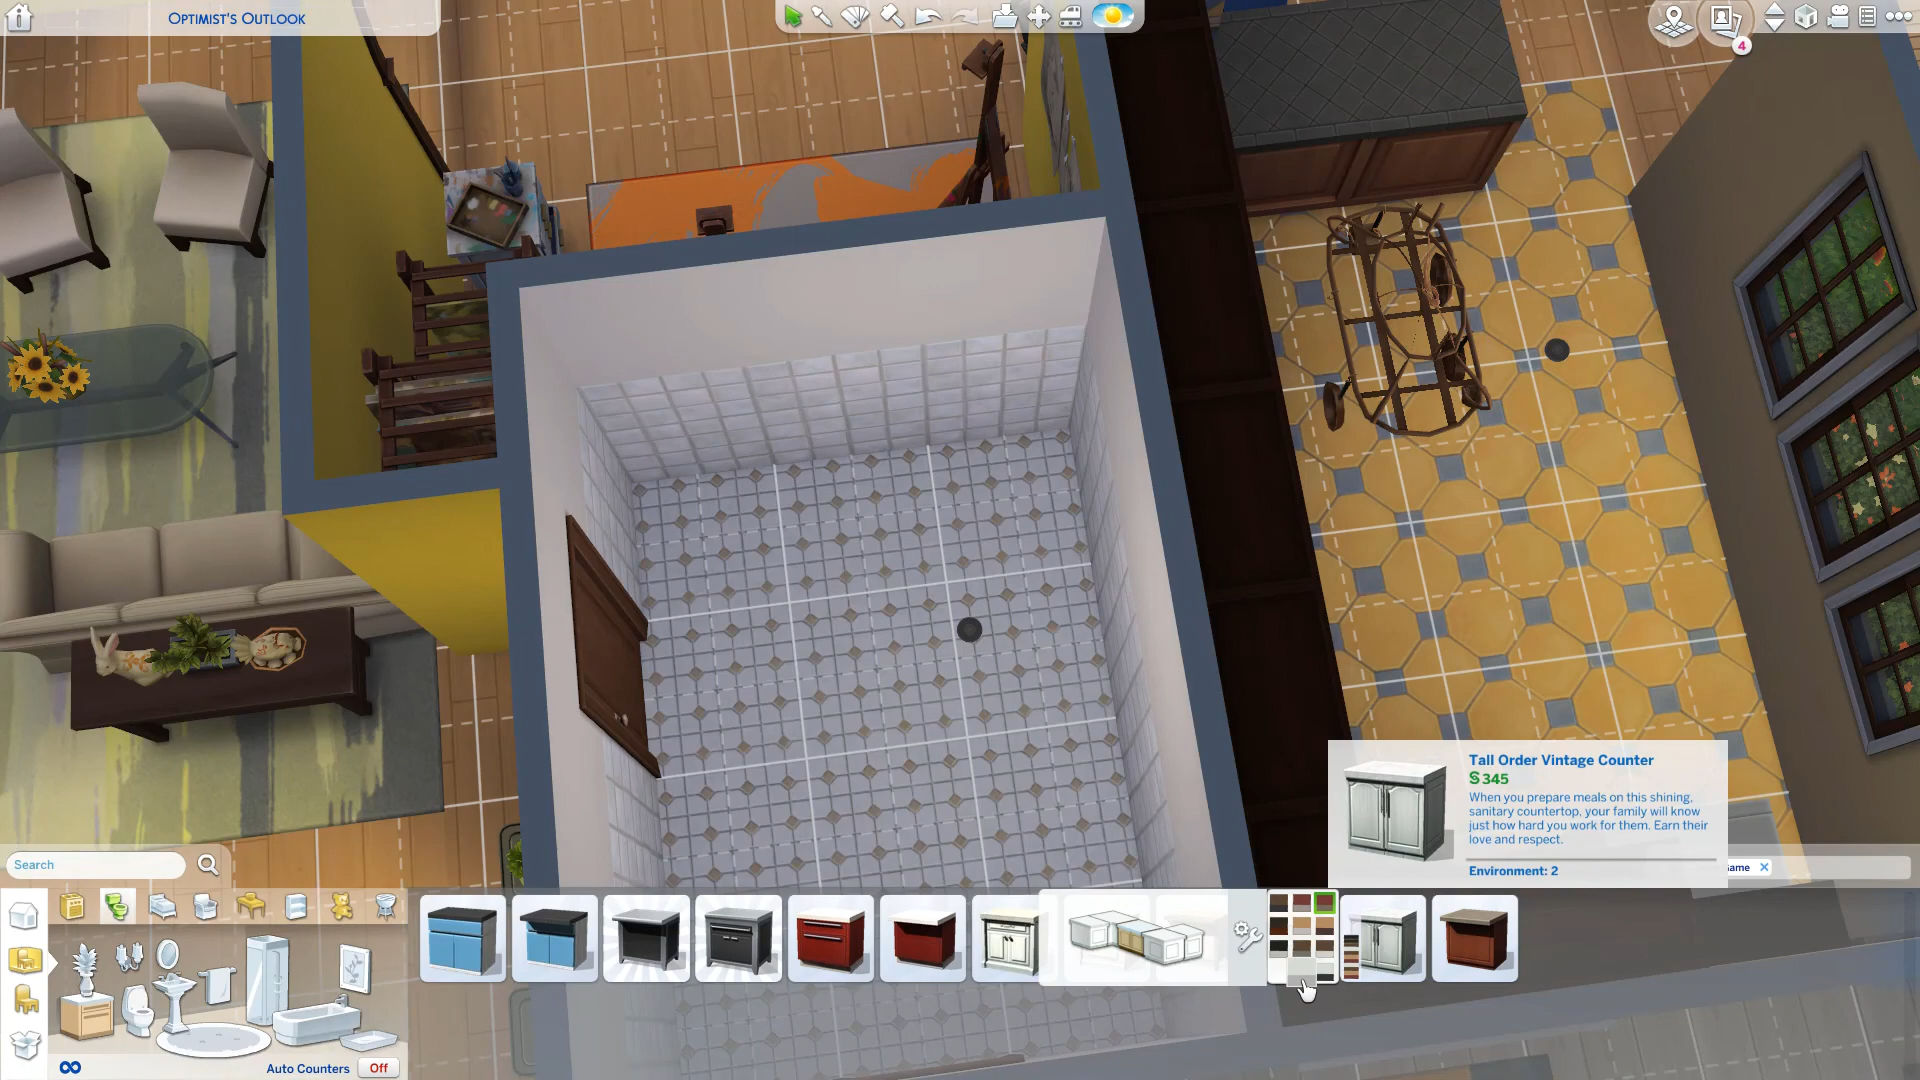 Optimist's Outlook
4
Tall Order Vintage Counter
§345
When you prepare meals on this shining,
sanitary countertop, your family will know
just how hard you work for them. Earn their
love and respect.
Environment: 2
Search
Auto Counters
Off